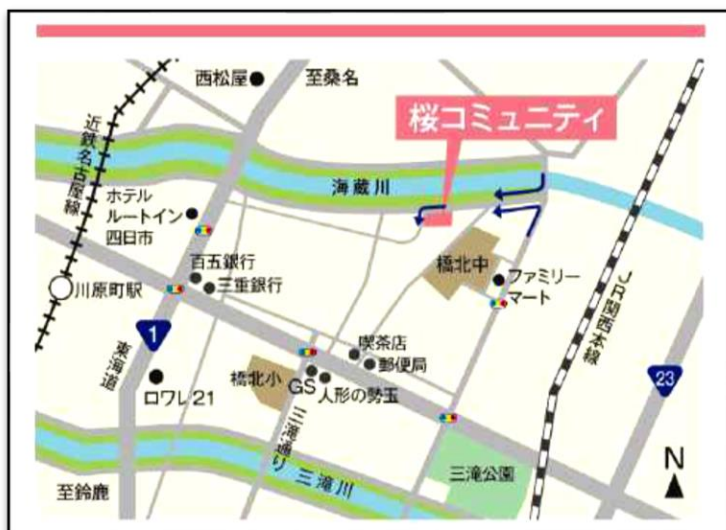 西松屋
至桑名
近鉄名古屋線
桜コミュニティ
海蔵川
ホテル
ルートイン
四日市
百五銀行
三重銀行
橋北中
ファミリー
マート
川原町駅
JR関西本線
1
東海道
喫茶店
郵便局
23
ロワレ21
橋北小
GS
人形の勢玉
三滝通り
三滝川
三滝公園
N
至鈴鹿